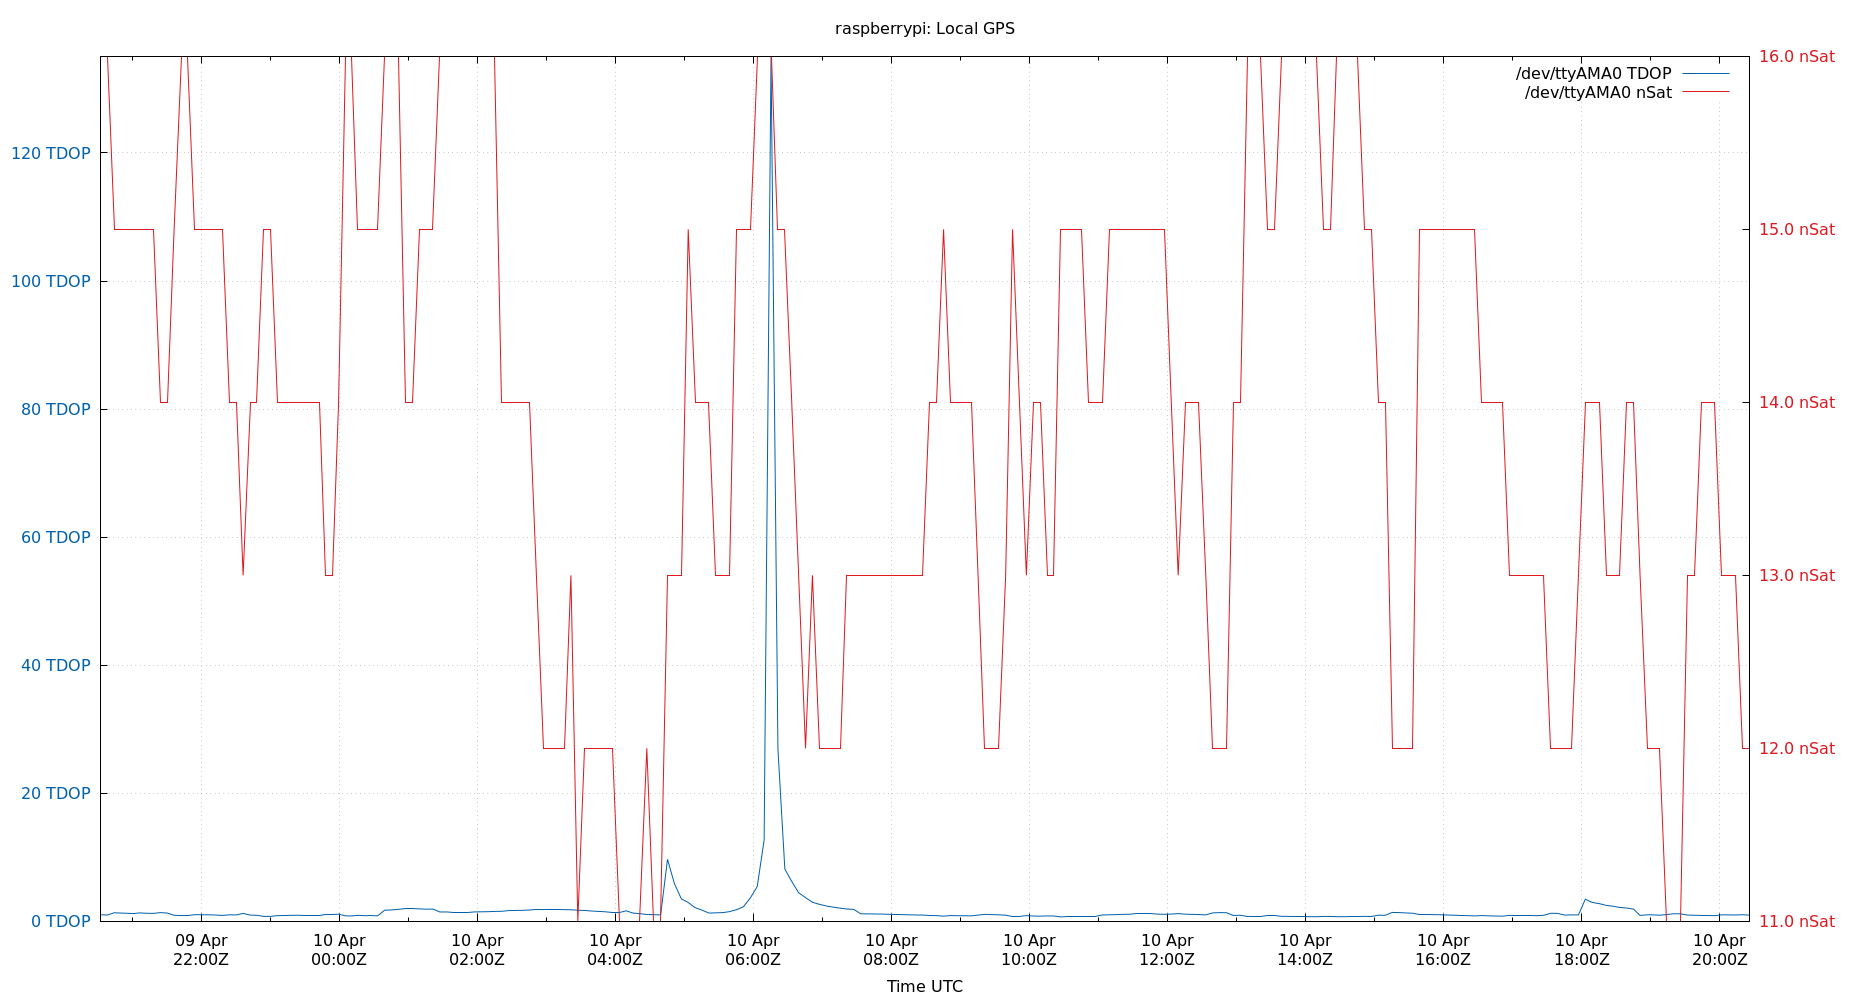 raspberrypi: Local GPS
/dev/ttyAMA0 TDOP
/dev/ttyAMA0 nSat
120 TDOP
100 TDOP
80 TDOP
60 TDOP
40 TDOP
20 TDOP
0 TDOP
16.0 nSat
15.0 nSat
14.0 nSat
13.0 nSat
12.0 nSat
11.0 nSat
09 Apr
22:00Z
10 Apr
00:00Z
10 Apr
02:00Z
10 Apr
04:00Z
10 Apr
06:00Z
10 Apr
08:00Z
10 Apr
10:00Z
10 Apr
12:00Z
10 Apr
14:00Z
10 Apr
16:00Z
10 Apr
18:00Z
10 Apr
20:00Z
Time UTC